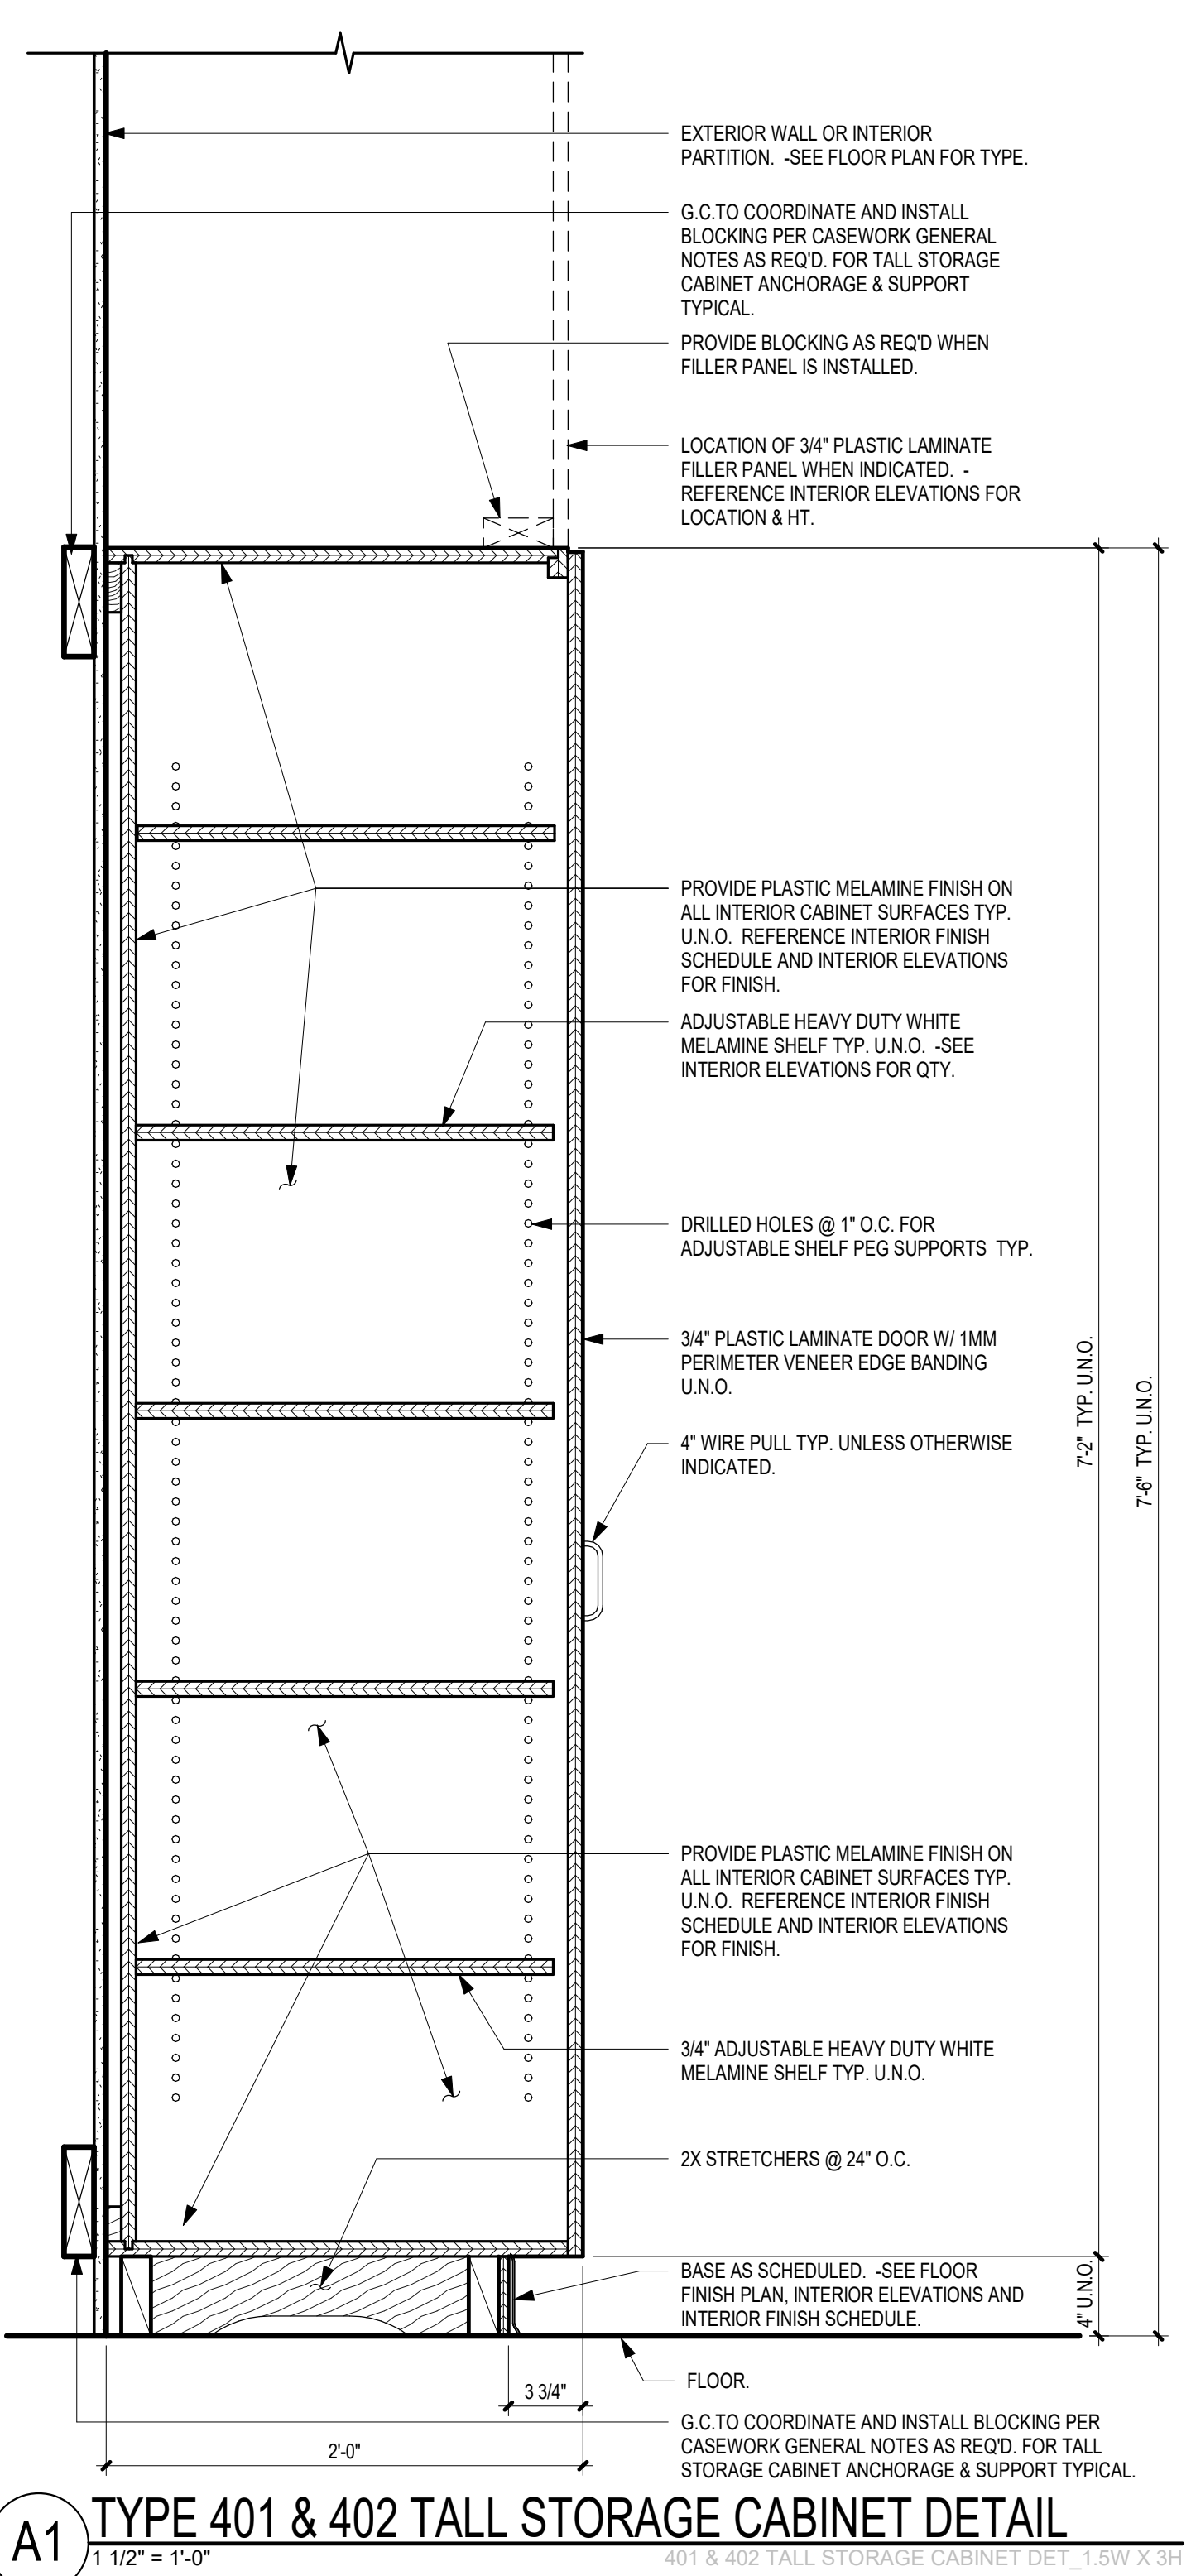 EXTERIOR WALL OR INTERIOR
PARTITION. -SEE FLOOR PLAN FOR TYPE.
G.C.TO COORDINATE AND INSTALL
BLOCKING PER CASEWORK GENERAL
NOTES AS REQ'D. FOR TALL STORAGE
CABINET ANCHORAGE & SUPPORT
TYPICAL.
PROVIDE BLOCKING AS REQ'D WHEN
FILLER PANEL IS INSTALLED.
LOCATION OF 3/4" PLASTIC LAMINATE
FILLER PANEL WHEN INDICATED. -
REFERENCE INTERIOR ELEVATIONS FOR
LOCATION & HT.
PROVIDE PLASTIC MELAMINE FINISH ON
ALL INTERIOR CABINET SURFACES TYP.
U.N.O. REFERENCE INTERIOR FINISH
SCHEDULE AND INTERIOR ELEVATIONS
FOR FINISH.
ADJUSTABLE HEAVY DUTY WHITE
MELAMINE SHELF TYP. U.N.O. -SEE
INTERIOR ELEVATIONS FOR QTY.
DRILLED HOLES @ 1" O.C. FOR
ADJUSTABLE SHELF PEG SUPPORTS TYP.
3/4" PLASTIC LAMINATE DOOR W/ 1MM
PERIMETER VENEER EDGE BANDING
U.N.O.
4" WIRE PULL TYP. UNLESS OTHERWISE
INDICATED.
7'-2" TYP. U.N.O.
7'-6" TYP. U.N.O.
PROVIDE PLASTIC MELAMINE FINISH ON
ALL INTERIOR CABINET SURFACES TYP.
U.N.O. REFERENCE INTERIOR FINISH
SCHEDULE AND INTERIOR ELEVATIONS
FOR FINISH.
3/4" ADJUSTABLE HEAVY DUTY WHITE
MELAMINE SHELF TYP. U.N.O.
2X STRETCHERS @ 24" O.C.
BASE AS SCHEDULED. -SEE FLOOR
FINISH PLAN, INTERIOR ELEVATIONS AND
INTERIOR FINISH SCHEDULE.
4" U.N.O.
FLOOR.
3 3/4"
G.C.TO COORDINATE AND INSTALL BLOCKING PER
CASEWORK GENERAL NOTES AS REQ'D. FOR TALL
STORAGE CABINET ANCHORAGE & SUPPORT TYPICAL.
2'-0"
A1
TYPE 401 & 402 TALL STORAGE CABINET DETAIL
1 1/2" = 1'-0"
401 & 402 TALL STORAGE CABINET DET_1.5W X 3H